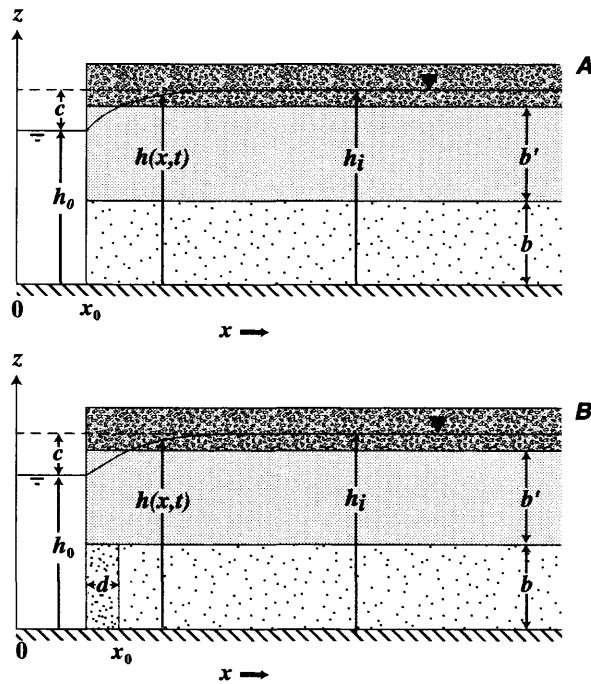 z
A
c
h(x,t)
hᵢ
b'
h₀
b
0
x₀
x
z
B
c
h(x,t)
hᵢ
b'
h₀
d
b
0
x₀
x